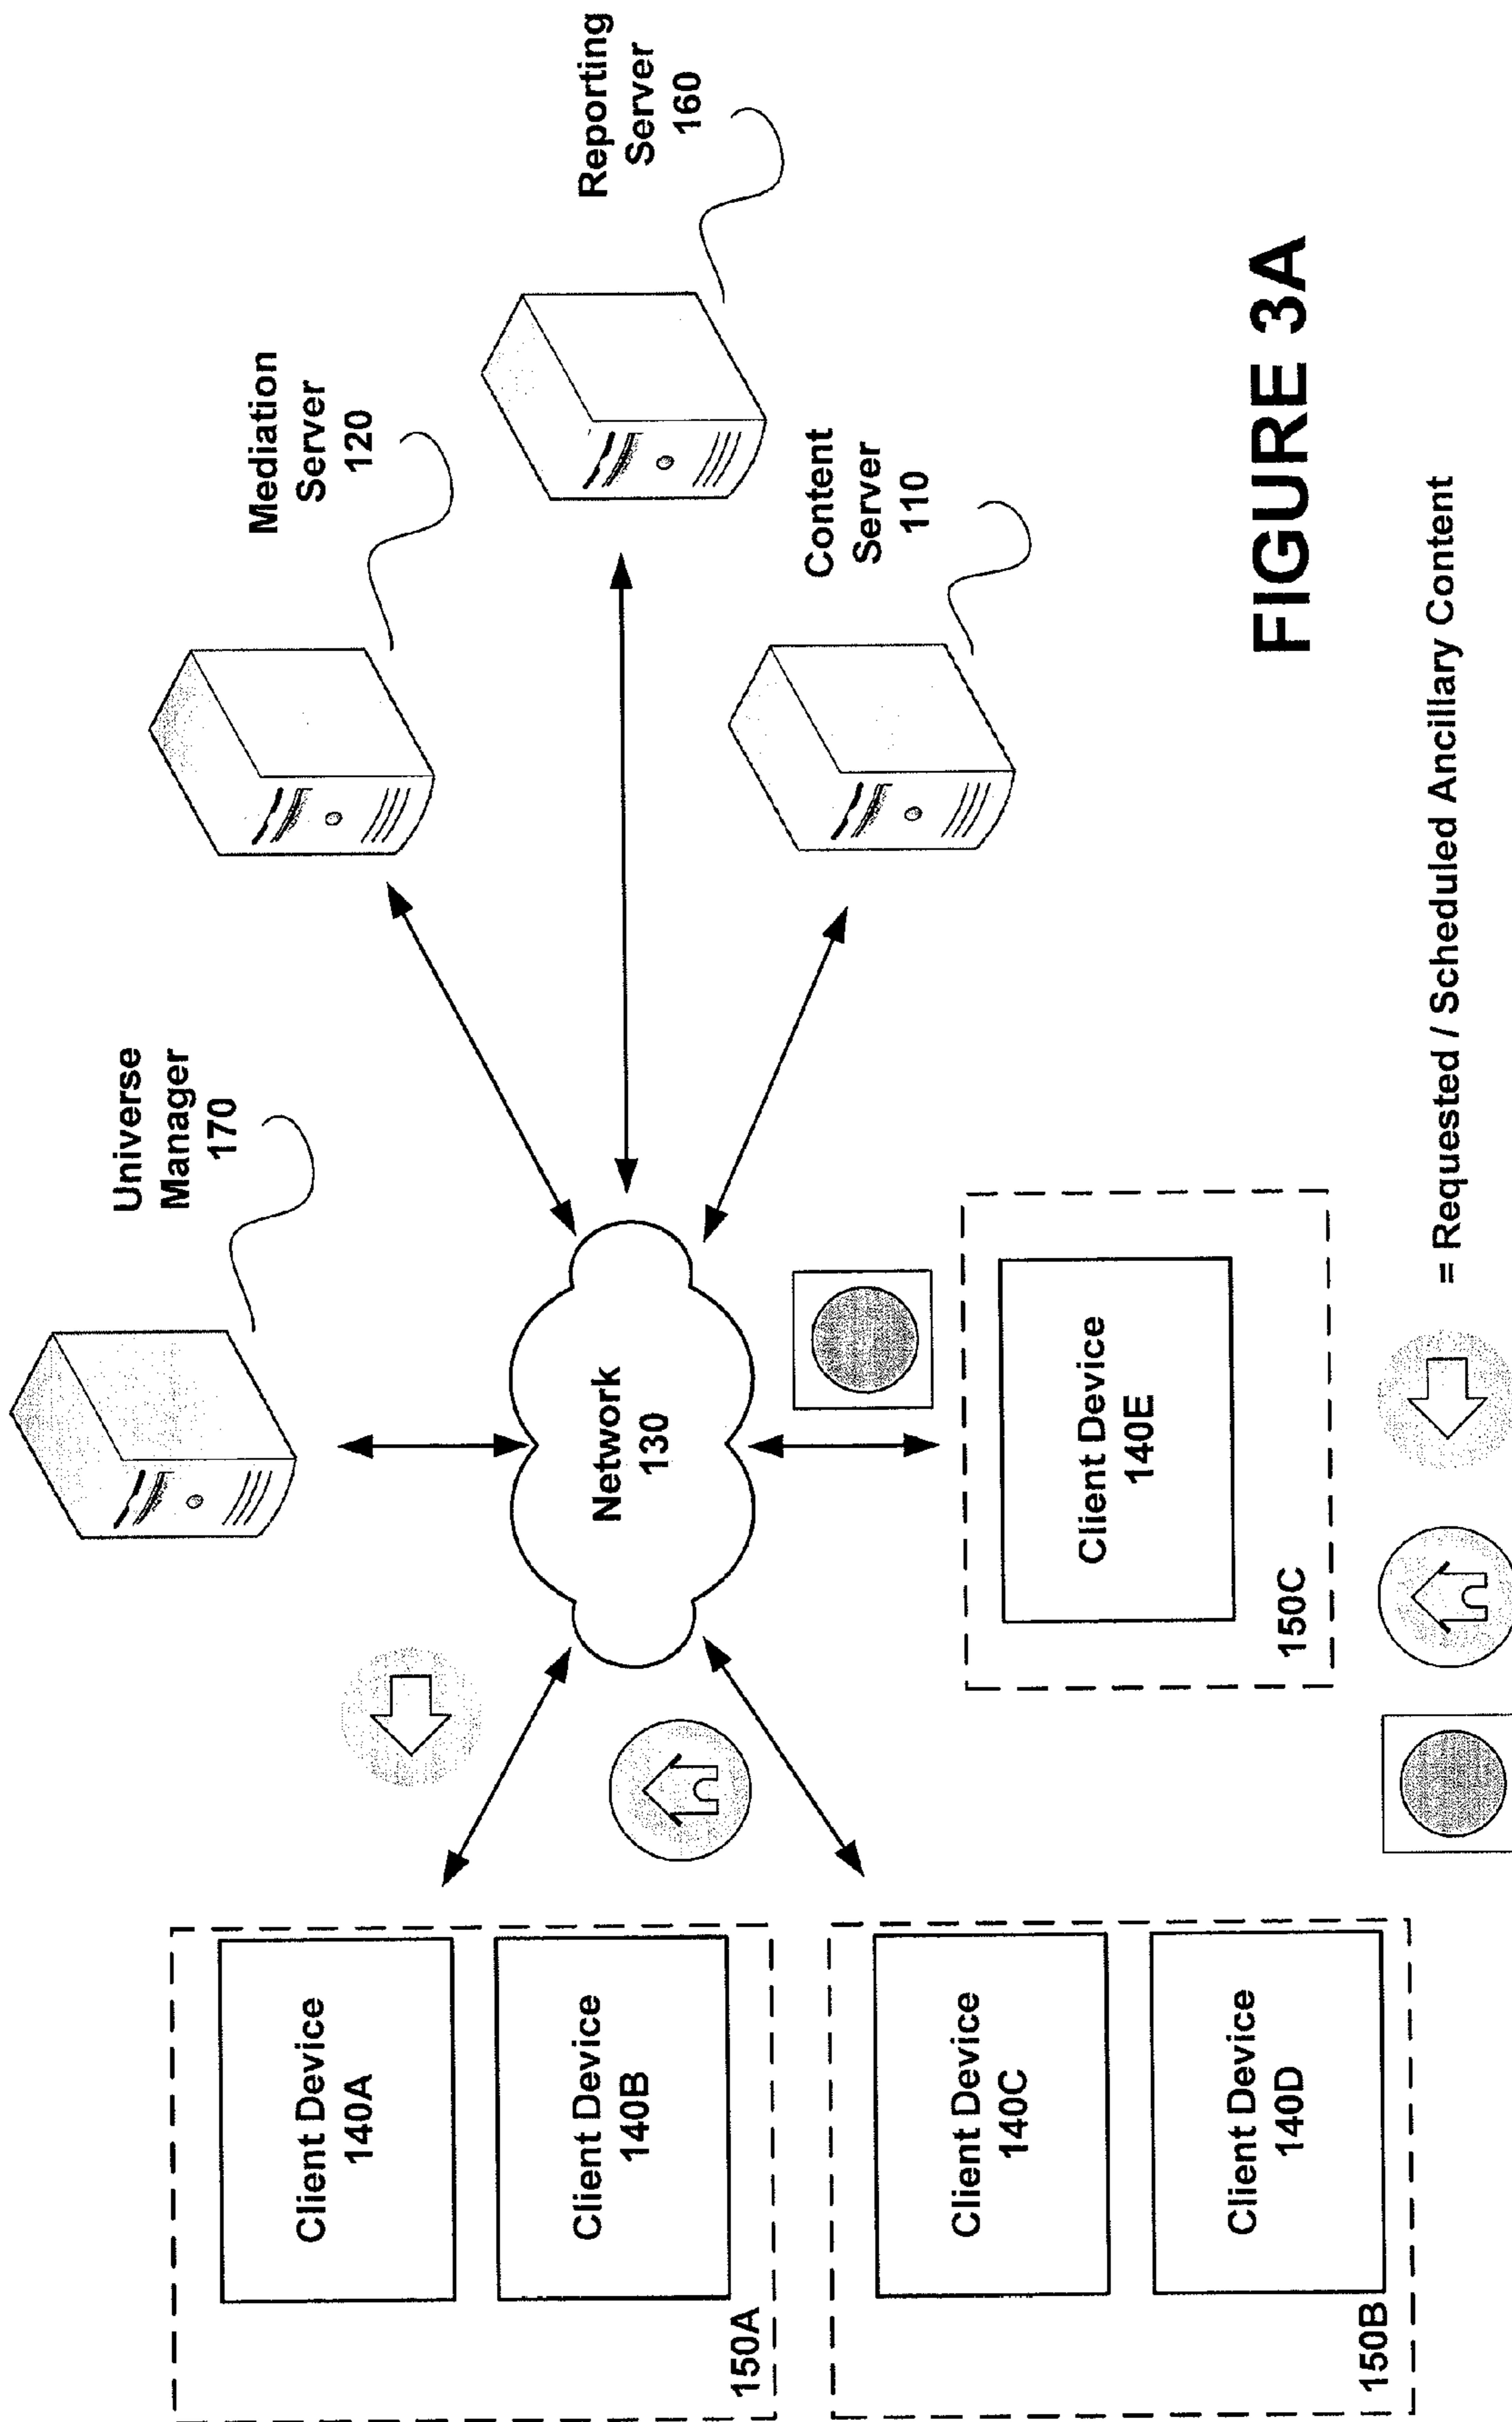 Universe
Manager
170
Mediation
Server
120
Reporting
Server
160
Content
Server
110
Network
130
Client Device
140A
Client Device
140B
150A
Client Device
140C
Client Device
140D
150B
Client Device
140E
150C
= Requested / Scheduled Ancillary Content
FIGURE 3A